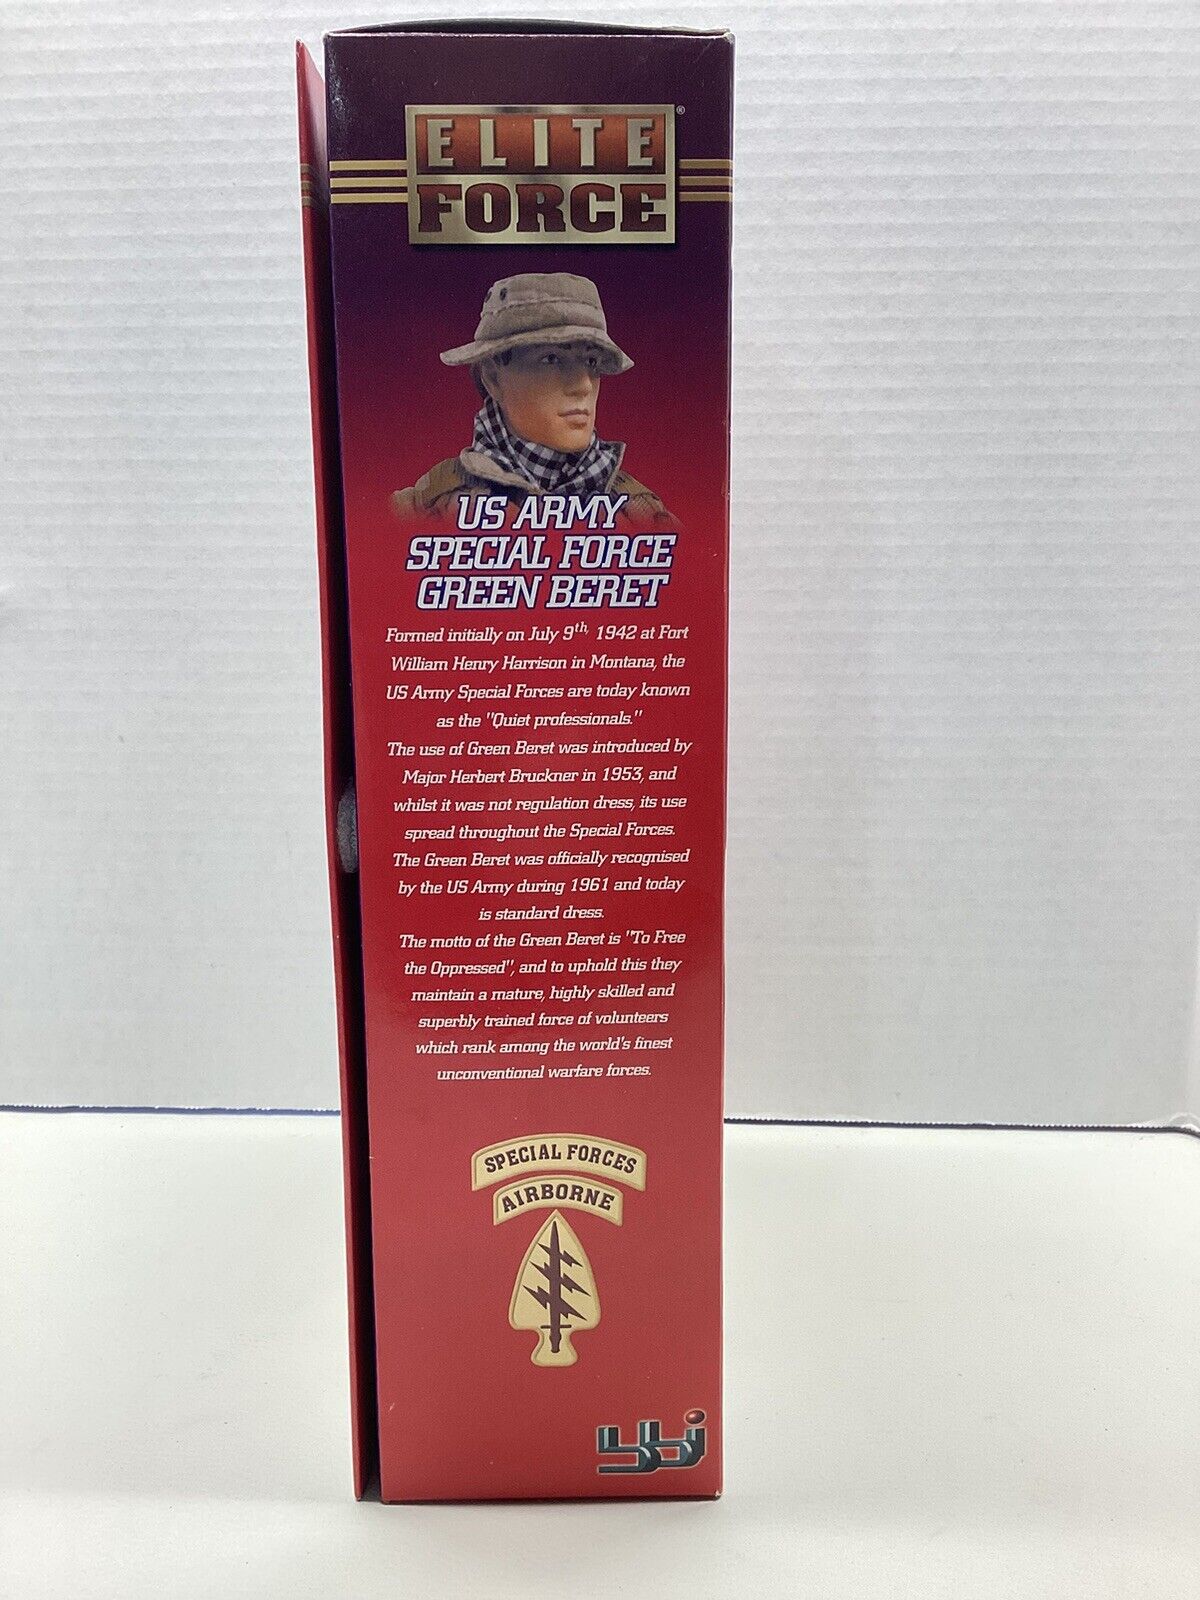 ELITE
FORCE
®
US ARMY
SPECIAL FORCE
GREEN BERET
Formed initially on July 9th, 1942 at Fort
William Henry Harrison in Montana, the
US Army Special Forces are today known
as the "Quiet professionals."
The use of Green Beret was introduced by
Major Herbert Bruckner in 1953, and
whilst it was not regulation dress, its use
spread throughout the Special Forces.
The Green Beret was officially recognised
by the US Army during 1961 and today
is standard dress.
The motto of the Green Beret is "To Free
the Oppressed", and to uphold this they
maintain a mature, highly skilled and
superbly trained force of volunteers
which rank among the world's finest
unconventional warfare forces.
SPECIAL FORCES
AIRBORNE
bbi